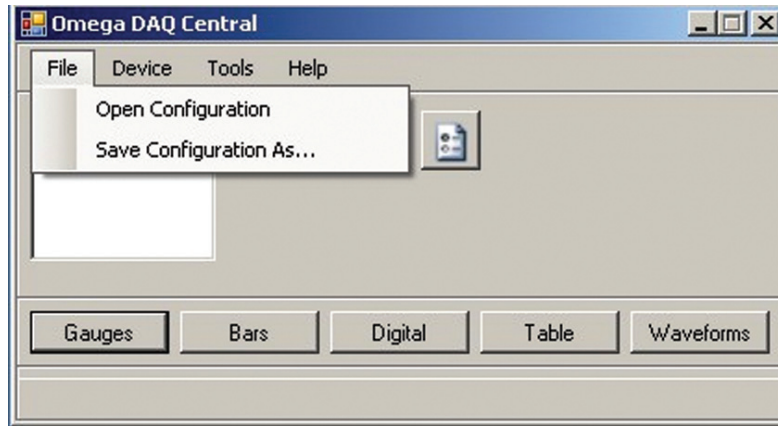 Omega DAQ Central
File Device Tools Help
Open Configuration
Save Configuration As...
Gauges Bars Digital Table Waveforms